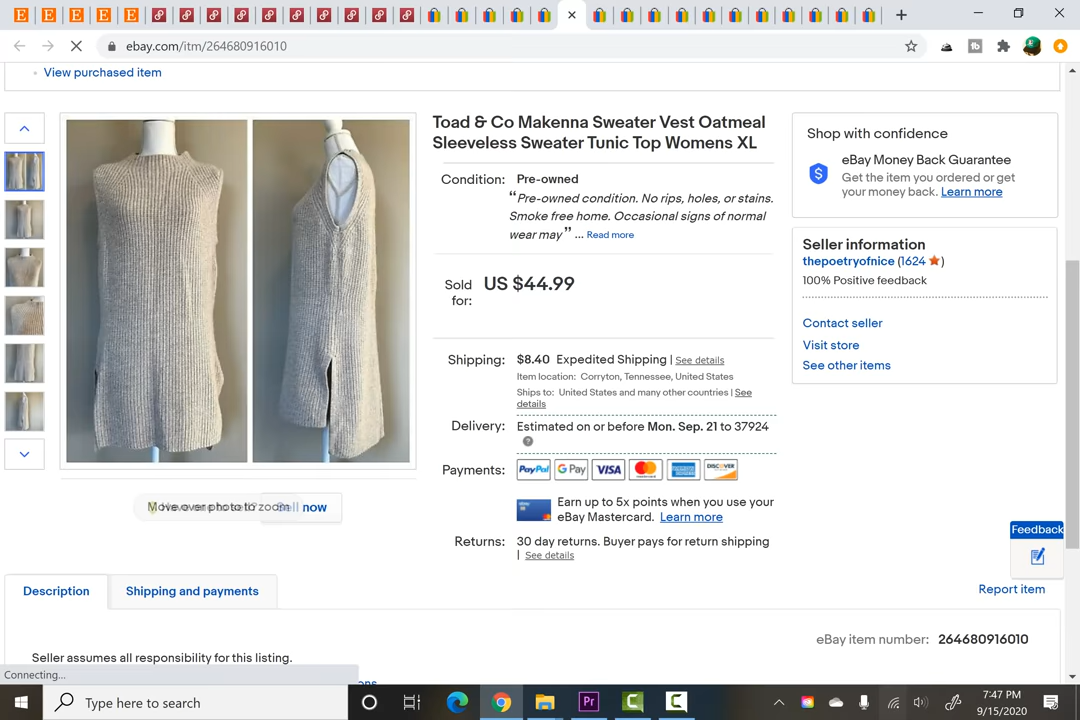 ebay.com/itm/264680916010
View purchased item
Toad & Co Makenna Sweater Vest Oatmeal
Sleeveless Sweater Tunic Top Womens XL
Condition: Pre-owned
“Pre-owned condition. No rips, holes, or stains.
Smoke free home. Occasional signs of normal
wear may” ... Read more
Sold
for: US $44.99
Shipping: $8.40 Expedited Shipping | See details
Item location: Corryton, Tennessee, United States
Ships to: United States and many other countries | See
details
Delivery: Estimated on or before Mon. Sep. 21 to 37924
Payments: PayPal G Pay VISA mastercard DISCOVER
Earn up to 5x points when you use your
eBay Mastercard. Learn more
Returns: 30 day returns. Buyer pays for return shipping
| See details
Shop with confidence
eBay Money Back Guarantee
Get the item you ordered or get
your money back. Learn more
Seller information
thepoetryofnice (1624 )
100% Positive feedback
Contact seller
Visit store
See other items
Move over photo to zoom
Sell now
Feedback
Description
Shipping and payments
Report item
eBay item number: 264680916010
Seller assumes all responsibility for this listing.
Connecting...
Type here to search
Pr
7:47 PM
9/15/2020